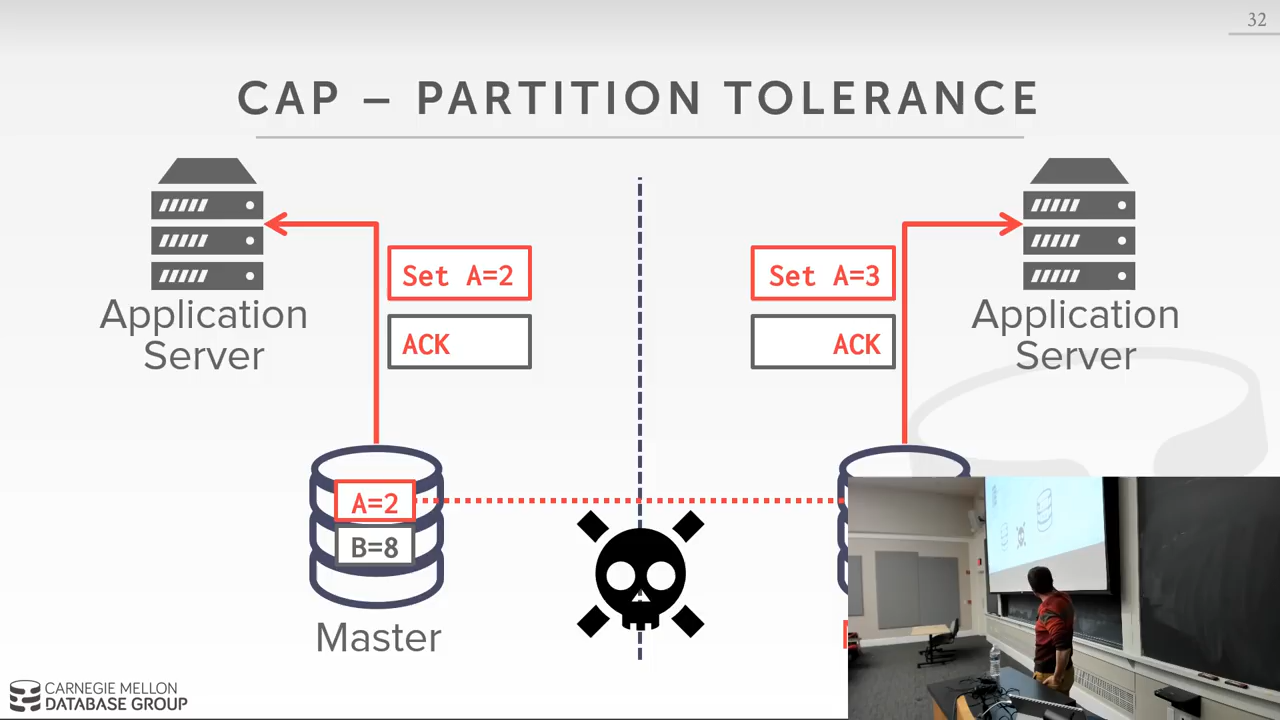 32
CAP – PARTITION TOLERANCE
Set A=2
ACK
Application
Server
Set A=3
ACK
Application
Server
A=2
B=8
Master
CARNEGIE MELLON
DATABASE GROUP